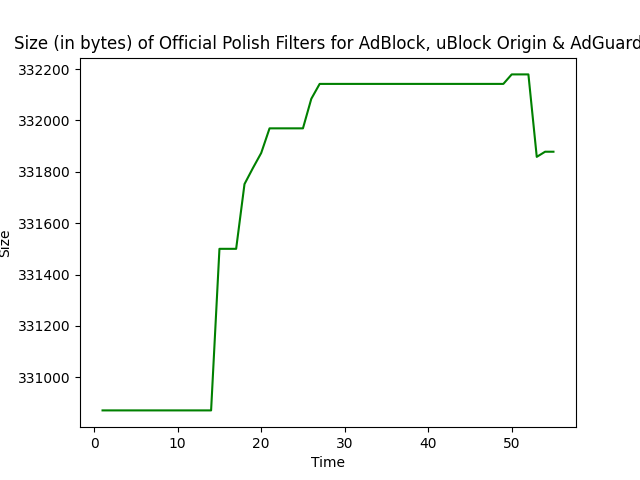 Size (in bytes) of Official Polish Filters for AdBlock, uBlock Origin & AdGuard
332200
332000
331800
331600
331400
331200
331000
Size
0 10 20 30 40 50
Time